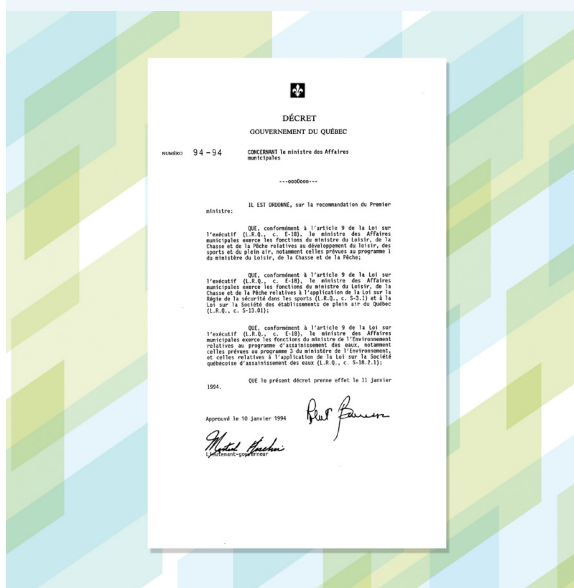 DÉCRET
GOUVERNEMENT DU QUÉBEC
NUMÉRO 94-94 CONCERNANT le ministre des Affaires
municipales
---ooo0ooo---
IL EST ORDONNÉ, sur la recommandation du Premier
ministre:
QUE, conformément à l'article 9 de la Loi sur
l'exécutif (L.R.Q., c. E-18), le ministre des Affaires
municipales exerce les fonctions du ministre du Loisir, de la
Chasse et de la Pêche relatives au développement du loisir, des
sports et du plein air, notamment celles prévues au programme 1
du ministère du Loisir, de la Chasse et de la Pêche;
QUE, conformément à l'article 9 de la Loi sur
l'exécutif (L.R.Q., c. E-18), le ministre des Affaires
municipales exerce les fonctions du ministre du Loisir, de la
Chasse et de la Pêche relatives à l'application de la Loi sur la
Régie de la sécurité dans les sports (L.R.Q., c. S-3.1) et à la
Loi sur la Société des établissements de plein air du Québec
(L.R.Q., c. S-13.01);
QUE, conformément à l'article 9 de la Loi sur
l'exécutif (L.R.Q., c. E-18), le ministre des Affaires
municipales exerce les fonctions du ministre de l'Environnement
relatives au programme d'assainissement des eaux, notamment
celles prévues au programme 3 du ministère de l'Environnement,
et celles relatives à l'application de la Loi sur la Société
québécoise d'assainissement des eaux (L.R.Q., c. S-18.2.1);
QUE le présent décret prenne effet le 11 janvier
1994.
Approuvé le 10 janvier 1994
Lieutenant-gouverneur